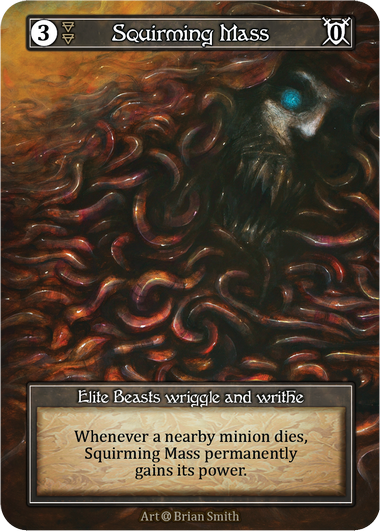 3 Squirming Mass 0
Elite Beasts wriggle and writhe
Whenever a nearby minion dies,
Squirming Mass permanently
gains its power.
Art @ Brian Smith